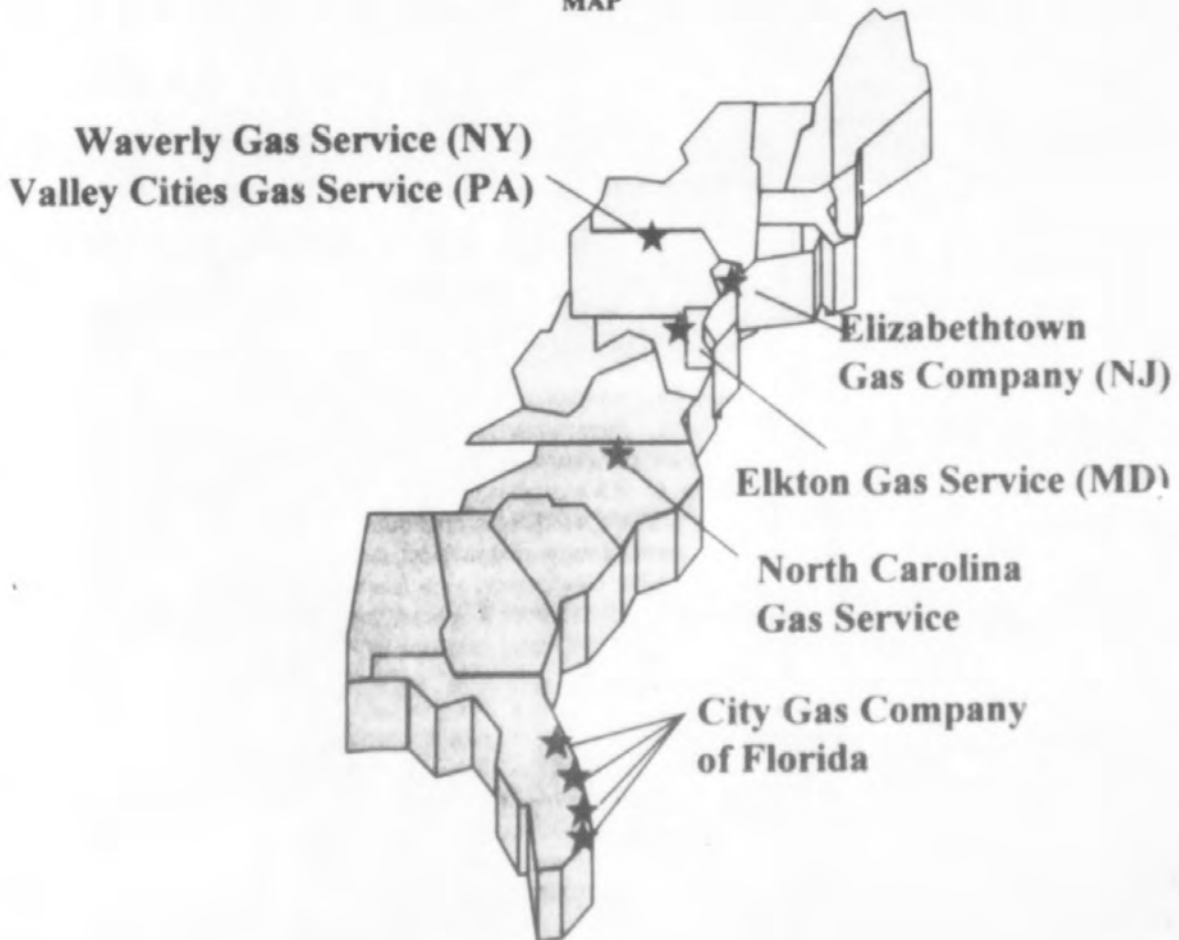 MAP
Waverly Gas Service (NY)
Valley Cities Gas Service (PA)
Elizabethtown
Gas Company (NJ)
Elkton Gas Service (MD)
North Carolina
Gas Service
City Gas Company
of Florida